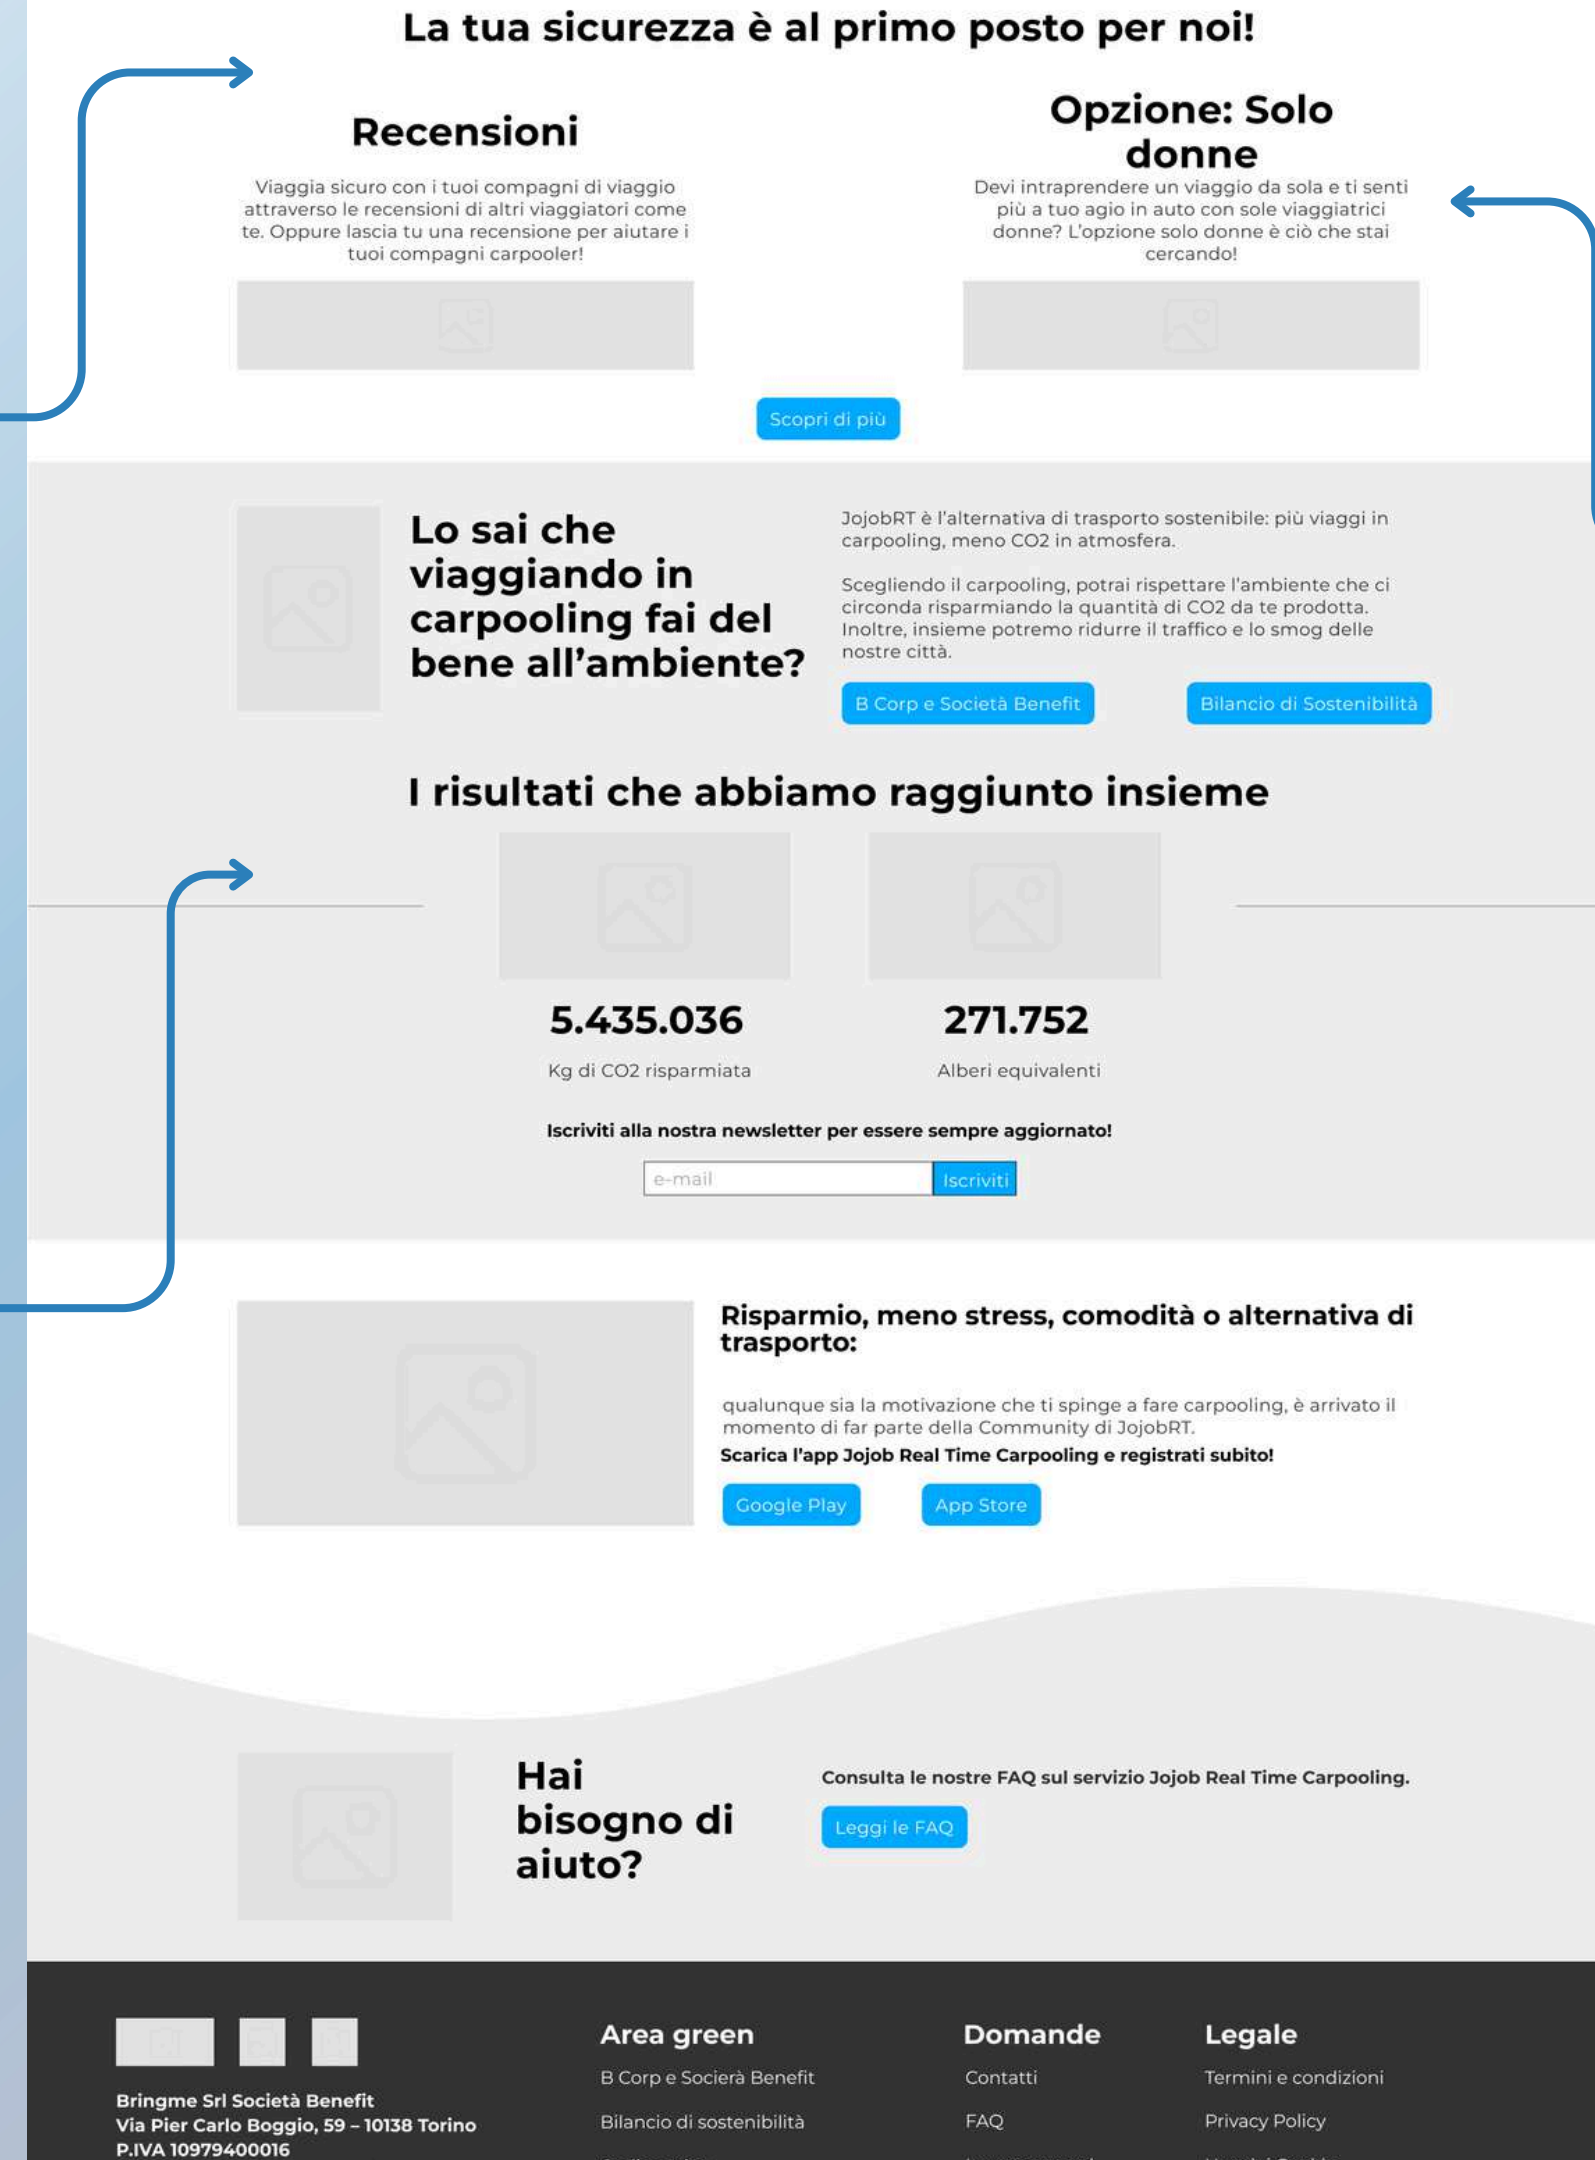 La tua sicurezza è al primo posto per noi!
Recensioni
Viaggia sicuro con i tuoi compagni di viaggio
attraverso le recensioni di altri viaggiatori come
te. Oppure lascia tu una recensione per aiutare i
tuoi compagni carpooler!
Opzione: Solo
donne
Devi intraprendere un viaggio da sola e ti senti
più a tuo agio in auto con sole viaggiatrici
donne? L'opzione solo donne è ciò che stai
cercando!
Scopri di più
Lo sai che
viaggiando in
carpooling fai del
bene all'ambiente?
JojobRT è l'alternativa di trasporto sostenibile: più viaggi in
carpooling, meno CO2 in atmosfera.
Scegliendo il carpooling, potrai rispettare l'ambiente che ci
circonda risparmiando la quantità di CO2 da te prodotta.
Inoltre, insieme potremo ridurre il traffico e lo smog delle
nostre città.
B Corp e Società Benefit
Bilancio di Sostenibilità
I risultati che abbiamo raggiunto insieme
5.435.036
Kg di CO2 risparmiata
271.752
Alberi equivalenti
Iscriviti alla nostra newsletter per essere sempre aggiornato!
e-mail
Iscriviti
Risparmio, meno stress, comodità o alternativa di
trasporto:
qualunque sia la motivazione che ti spinge a fare carpooling, è arrivato il
momento di far parte della Community di JojobRT.
Scarica l'app Jojob Real Time Carpooling e registrati subito!
Google Play
App Store
Hai
bisogno di
aiuto?
Consulta le nostre FAQ sul servizio Jojob Real Time Carpooling.
Leggi le FAQ
Bringme Srl Società Benefit
Via Pier Carlo Boggio, 59 – 10138 Torino
P.IVA 10979400016
Area green
B Corp e Socierà Benefit
Bilancio di sostenibilità
Domande
Contatti
FAQ
Legale
Termini e condizioni
Privacy Policy